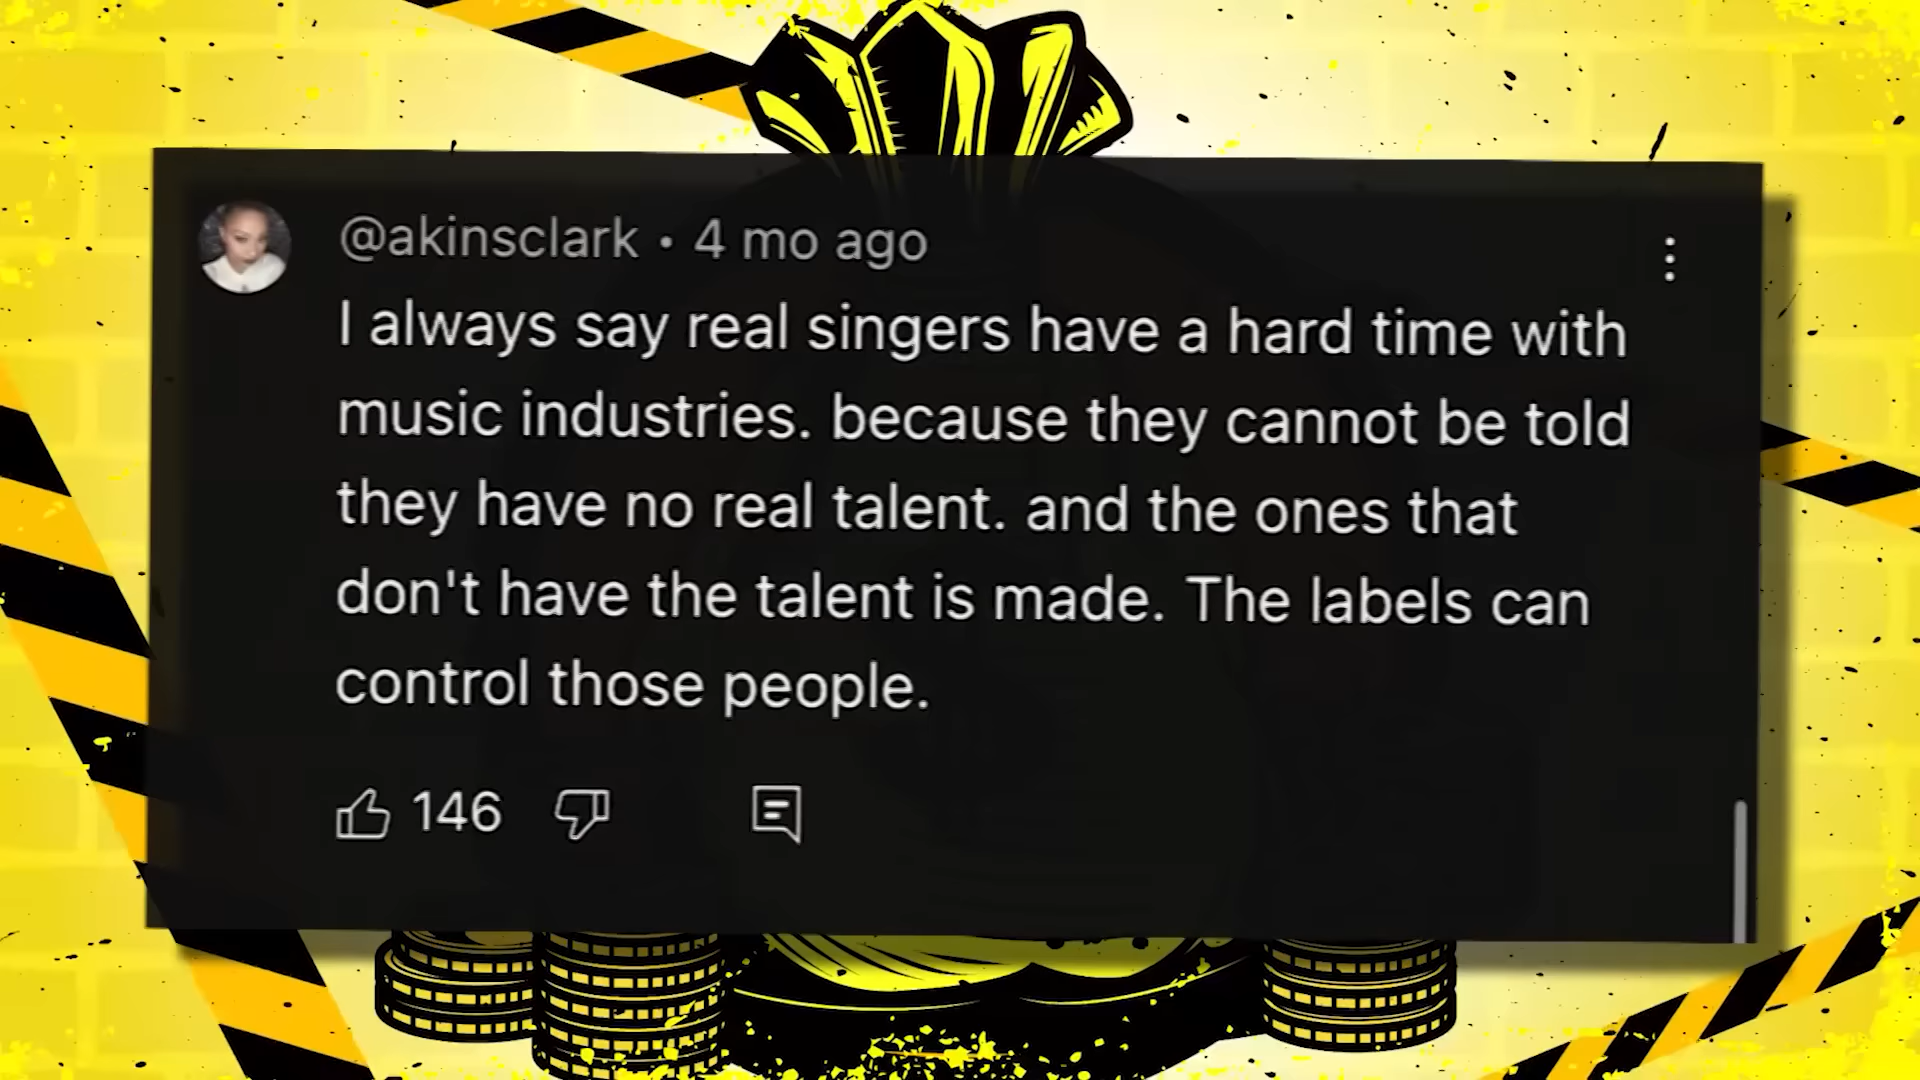 @akinsclark • 4 mo ago
I always say real singers have a hard time with
music industries. because they cannot be told
they have no real talent. and the ones that
don't have the talent is made. The labels can
control those people.
146